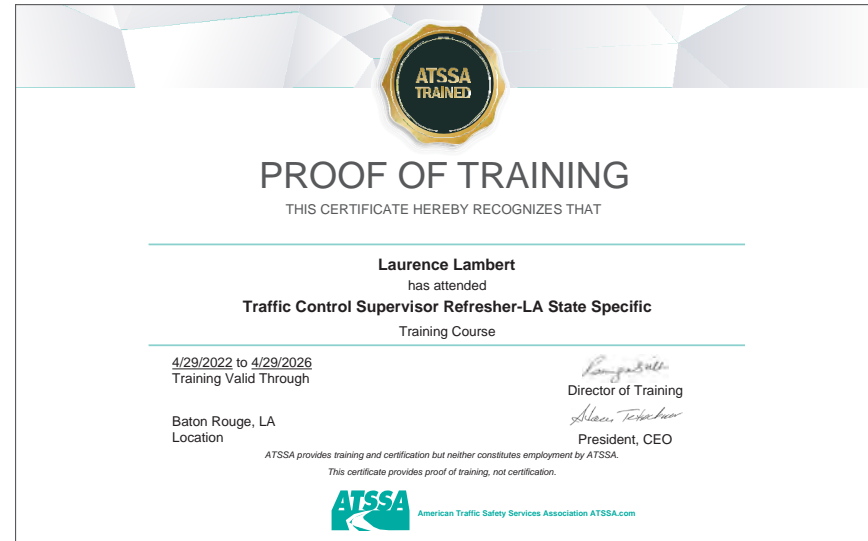 ATSSA
TRAINED
PROOF OF TRAINING
THIS CERTIFICATE HEREBY RECOGNIZES THAT
Laurence Lambert
has attended
Traffic Control Supervisor Refresher-LA State Specific
Training Course
4/29/2022 to 4/29/2026
Training Valid Through
Director of Training
Baton Rouge, LA
Location
President, CEO
ATSSA provides training and certification but neither constitutes employment by ATSSA.
This certificate provides proof of training, not certification.
ATSSA
American Traffic Safety Services Association ATSSA.com